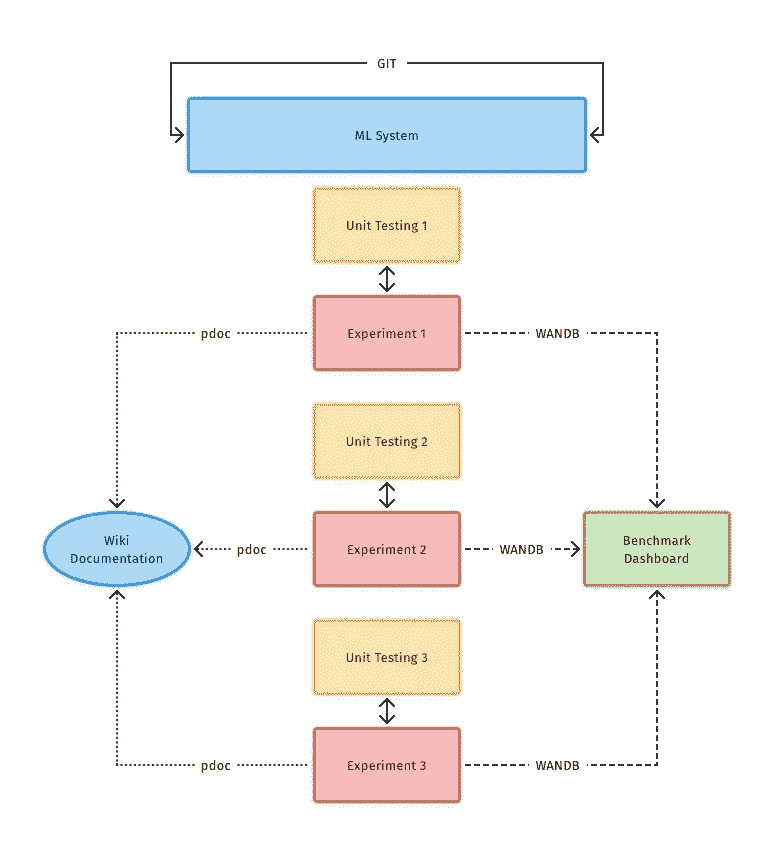 GIT
ML System
Unit Testing 1
pdoc
Experiment 1
WANDB
Unit Testing 2
Wiki
Documentation
pdoc
Experiment 2
WANDB
Benchmark
Dashboard
Unit Testing 3
pdoc
Experiment 3
WANDB